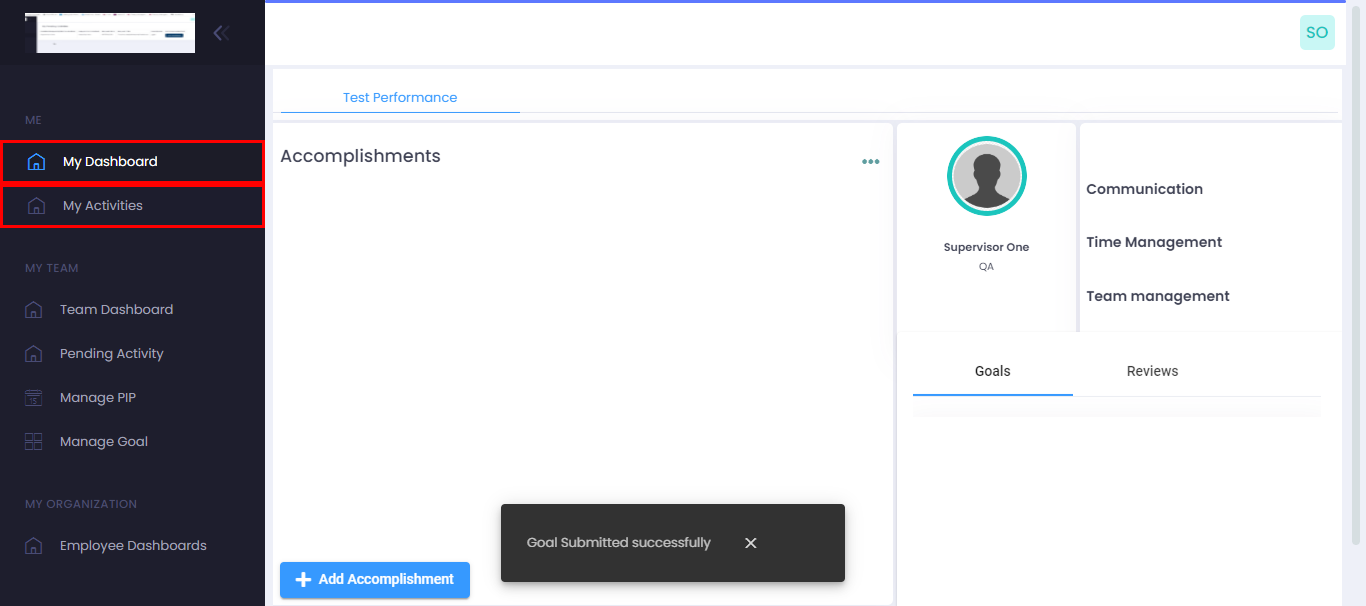 SO
ME
My Dashboard
My Activities
MY TEAM
Team Dashboard
Pending Activity
15
Manage PIP
Manage Goal
MY ORGANIZATION
Employee Dashboards
Test Performance
Accomplishments
Add Accomplishment
Supervisor One
QA
Communication
Time Management
Team management
Goals
Reviews
Goal Submitted successfully